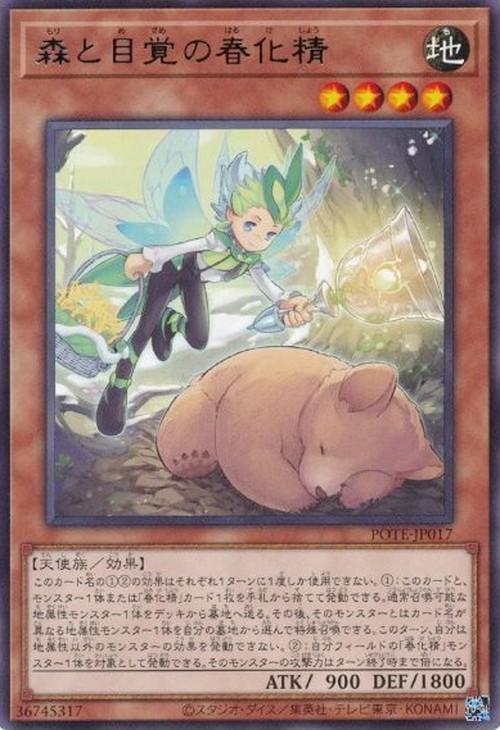 森と目覚の春化精
地
POTE-JP017
【天使族／効果】
このカード名の①②の効果はそれぞれ1ターンに1度しか使用できない。①：このカードと、
モンスター1体または「春化精」カード1枚を手札から捨てて発動できる。通常召喚可能な
地属性モンスター1体をデッキから墓地へ送る。その後、そのモンスターとはカード名が
異なる地属性モンスター1体を自分の墓地から選んで特殊召喚できる。このターン、自分は
地属性以外のモンスターの効果を発動できない。②：自分フィールドの「春化精」モン
スター1体を対象として発動できる。そのモンスターの攻撃力はターン終了時まで倍になる。
ATK/ 900 DEF/1800
36745317
©スタジオ・ダイス／集英社・テレビ東京・KONAMI